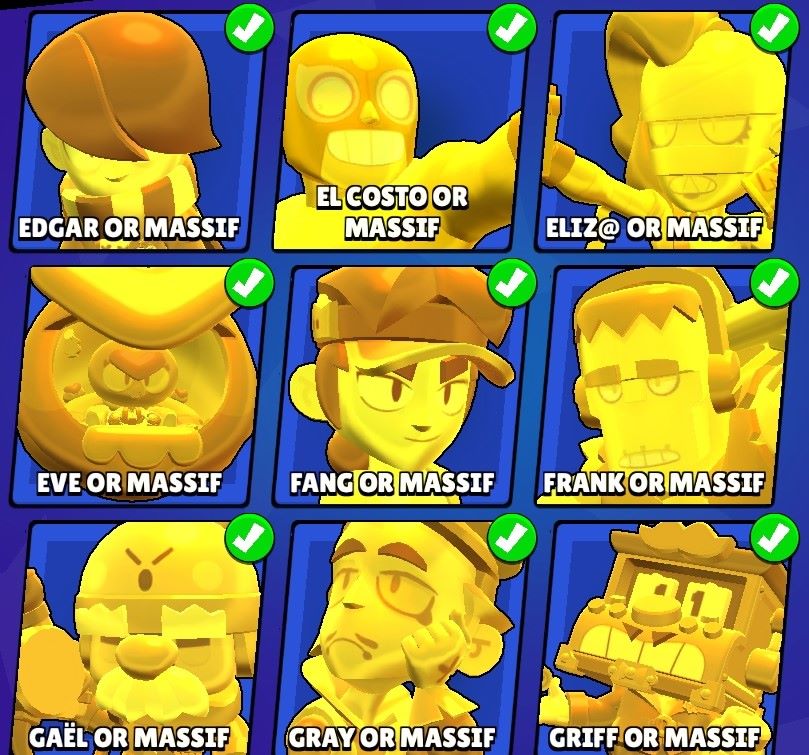 EDGAR OR MASSIF
EL COSTO OR
MASSIF
ELIZ@ OR MASSIF
EVE OR MASSIF
FANG OR MASSIF
FRANK OR MASSIF
11
GAËL OR MASSIF
GRAY OR MASSIF
GRIFF OR MASSIF